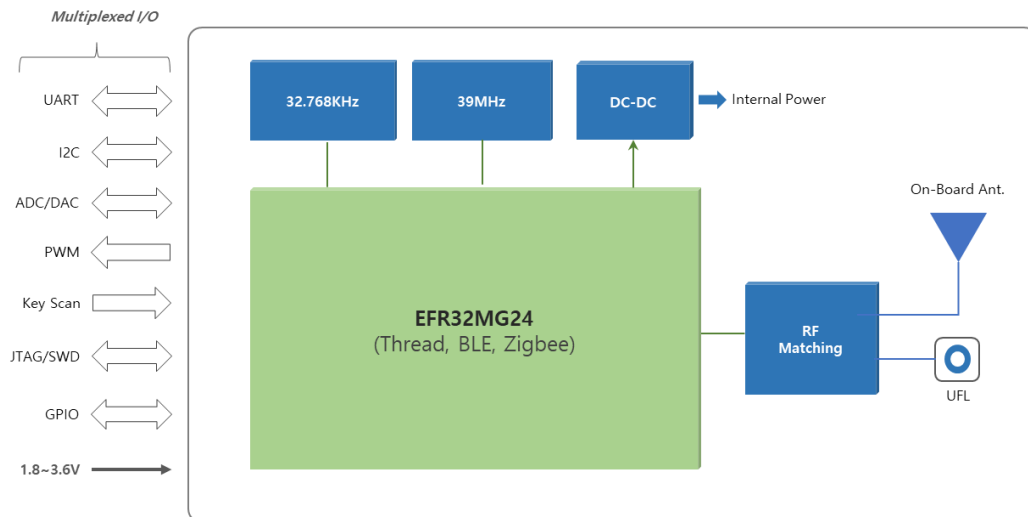 Multiplexed I/O
UART
I2C
ADC/DAC
PWM
Key Scan
JTAG/SWD
GPIO
1.8~3.6V
32.768KHz
39MHz
DC-DC
Internal Power
EFR32MG24
(Thread, BLE, Zigbee)
RF
Matching
On-Board Ant.
UFL